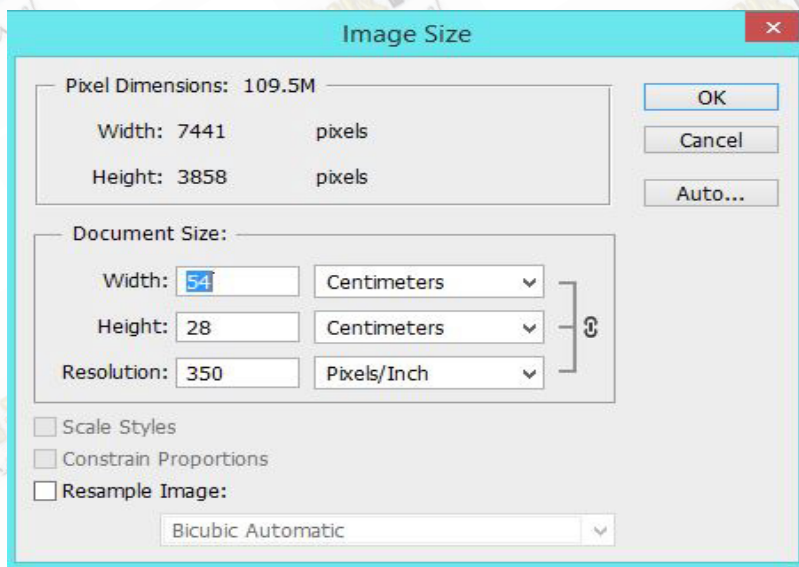 Image Size
Pixel Dimensions: 109.5M
Width: 7441 pixels
Height: 3858 pixels
OK
Cancel
Auto...
Document Size:
Width: 54 Centimeters
Height: 28 Centimeters
Resolution: 350 Pixels/Inch
Scale Styles
Constrain Proportions
Resample Image:
Bicubic Automatic